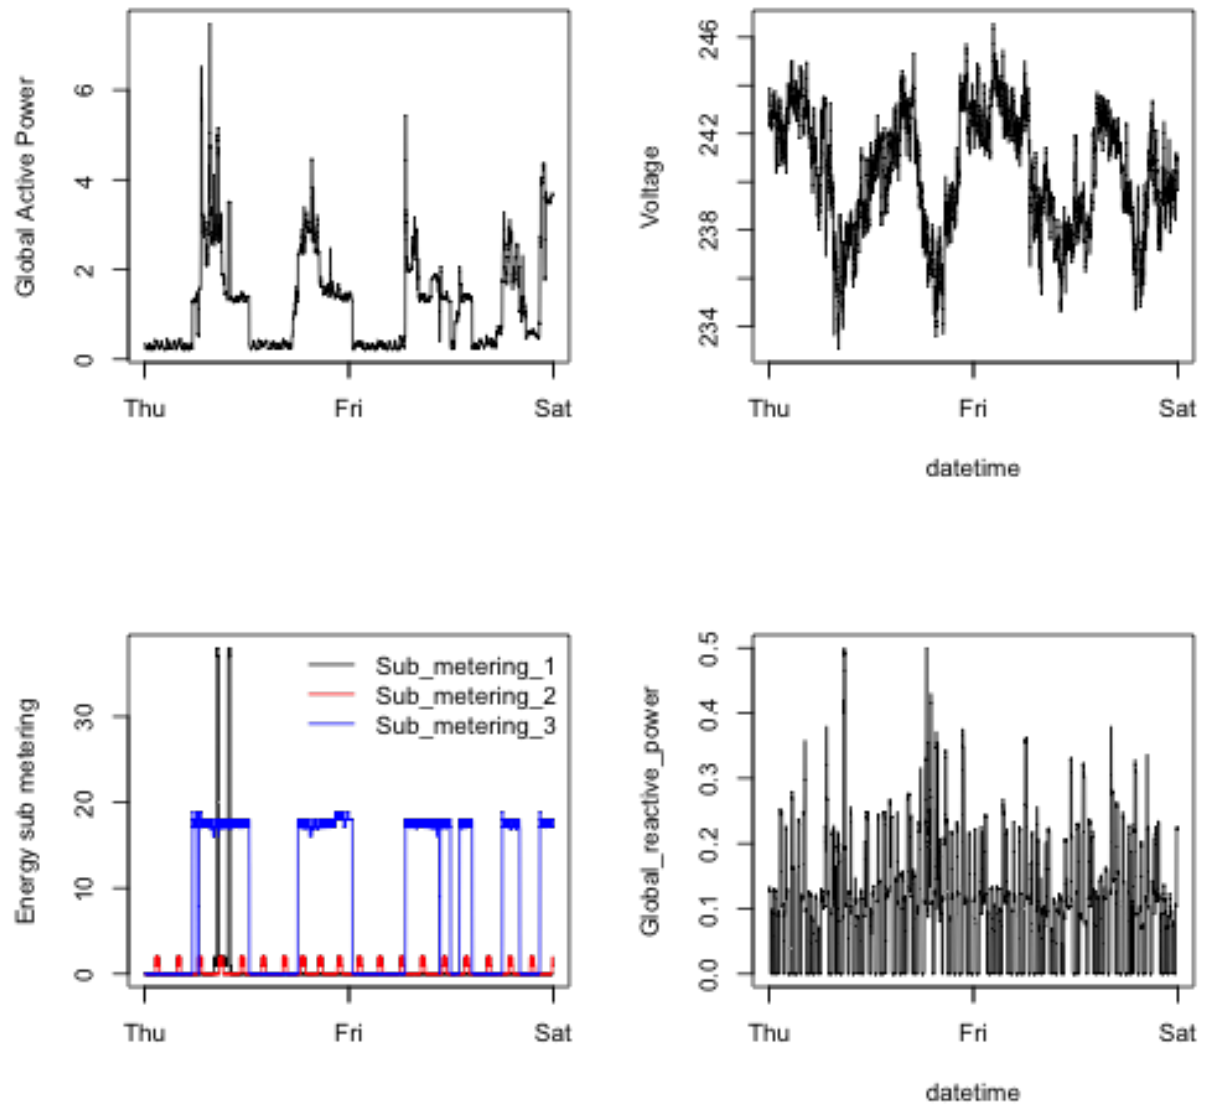 Global Active Power
0
2
4
6
Thu
Fri
Sat
Voltage
234
238
242
246
Thu
Fri
Sat
datetime
Energy sub metering
0
10
20
30
Sub_metering_1
Sub_metering_2
Sub_metering_3
Thu
Fri
Sat
Global_reactive_power
0.0
0.1
0.2
0.3
0.4
0.5
Thu
Fri
Sat
datetime